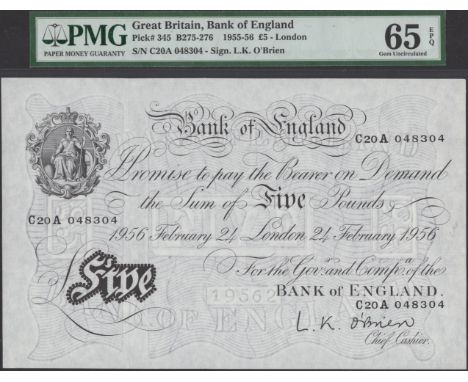 PMG
PAPER MONEY GUARANTY
Great Britain, Bank of England
Pick# 345 B275-276 1955-56 £5 - London
S/N C20A 048304 - Sign. L.K. O'Brien
65 EPQ
Gem Uncirculated
Bank of England
C20A 048304
I Promise to pay the Bearer on Demand
the Sum of Five Pounds
C20A 048304
1956 February 24 London 24 February 1956
For the Govr. and Compa. of the
Five
BANK OF ENGLAND.
C20A 048304
L.K. O'Brien
Chief Cashier.